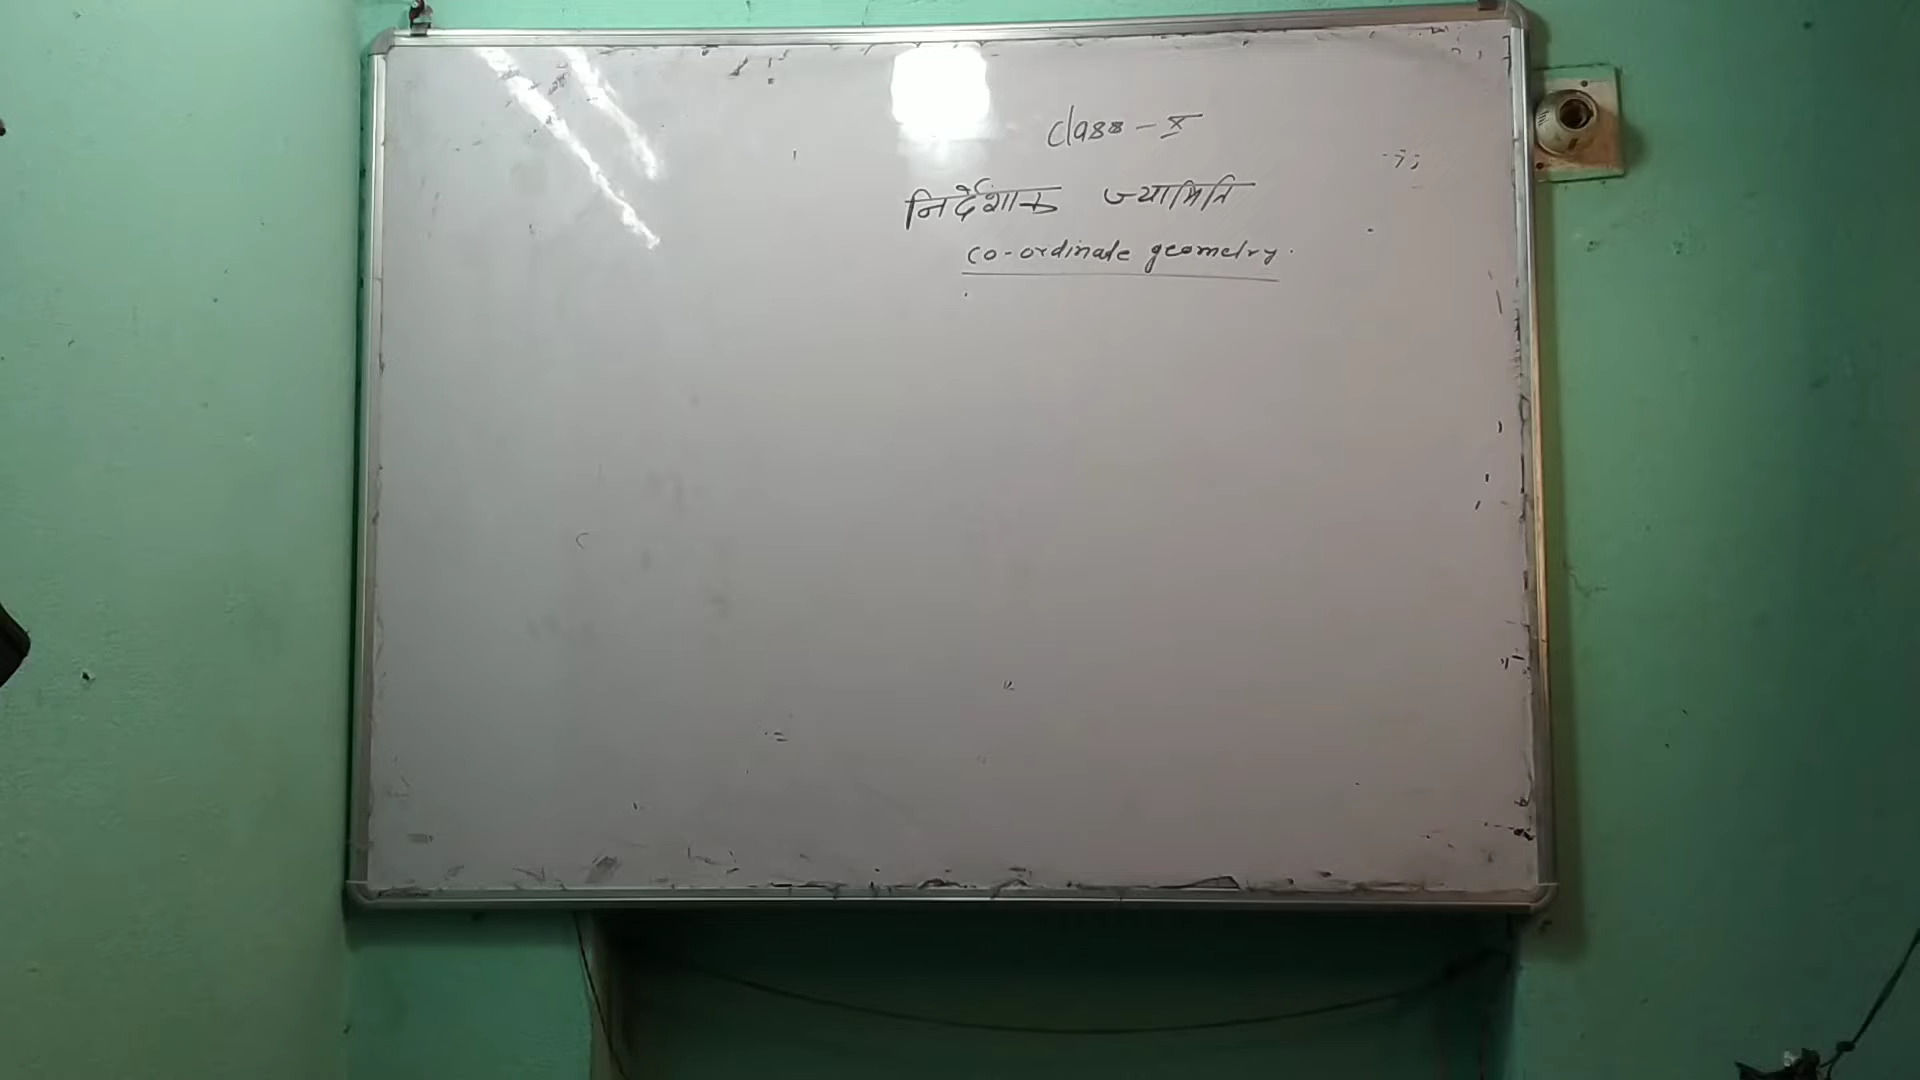 Class - X
निर्देशांक ज्यामिति
co-ordinate geometry.